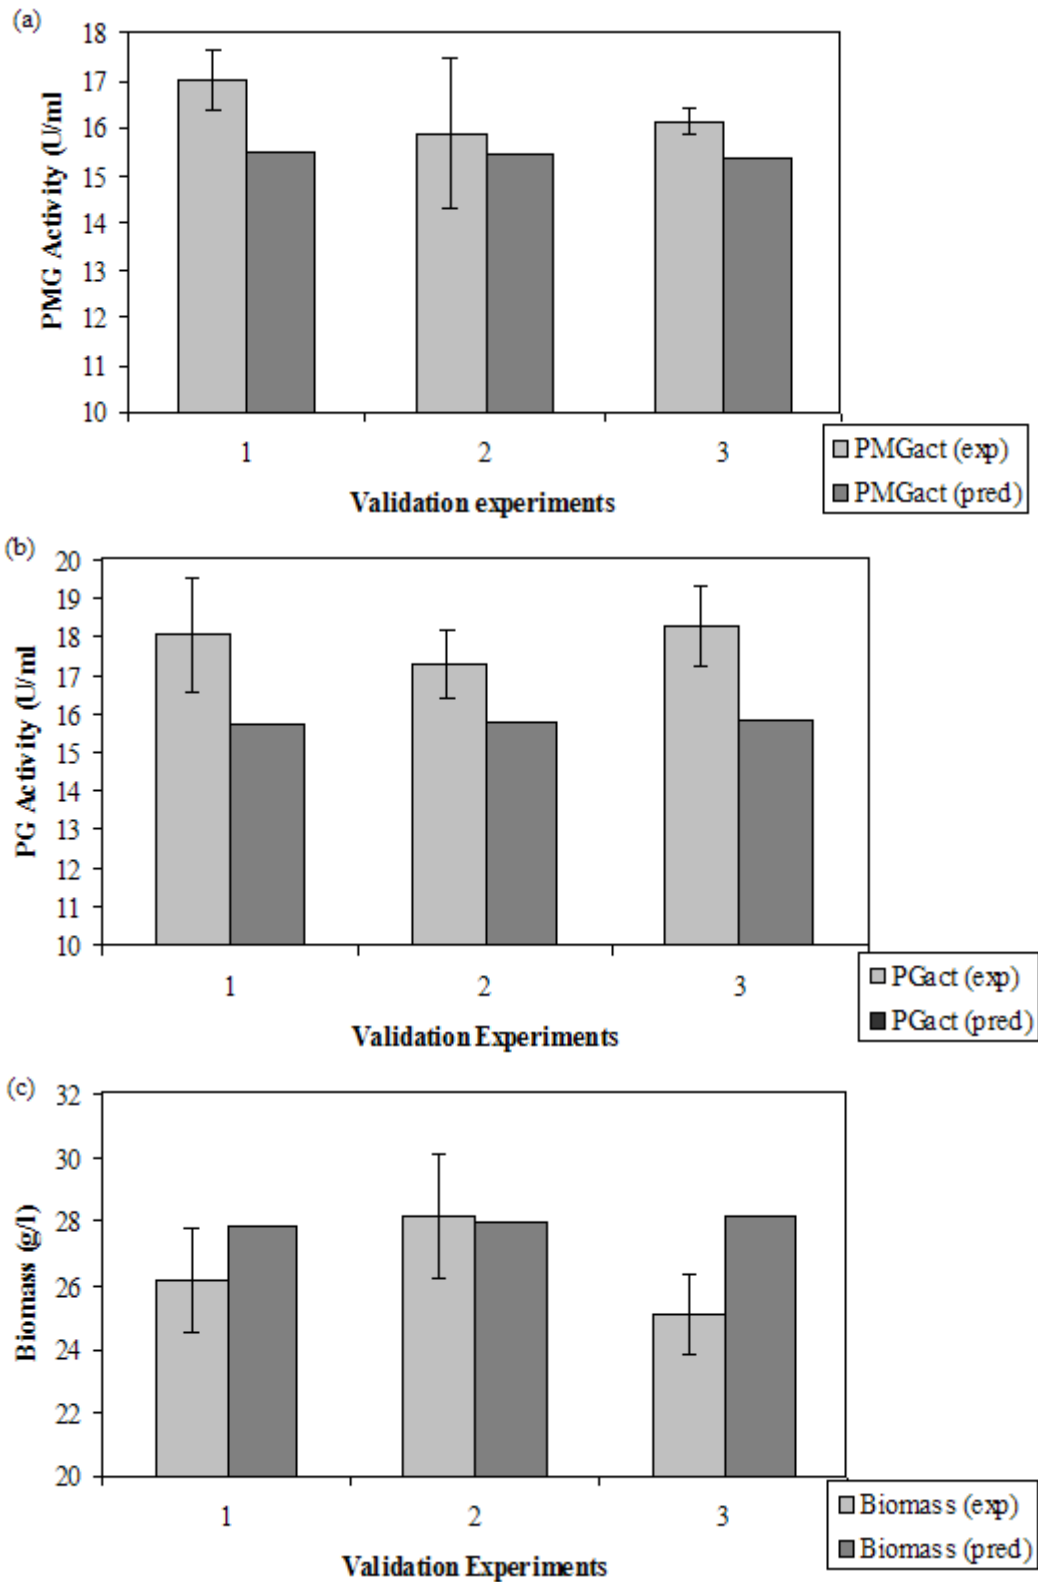 (a)
18
17
16
15
14
13
12
11
10
PMG Activity (U/ml
1 2 3
Validation experiments
PMGact (exp)
PMGact (pred)
(b)
20
19
18
17
16
15
14
13
12
11
10
PG Activity (U/ml
1 2 3
Validation Experiments
PGact (exp)
PGact (pred)
(c)
32
30
28
26
24
22
20
Biomass (g/l)
1 2 3
Validation Experiments
Biomass (exp)
Biomass (pred)